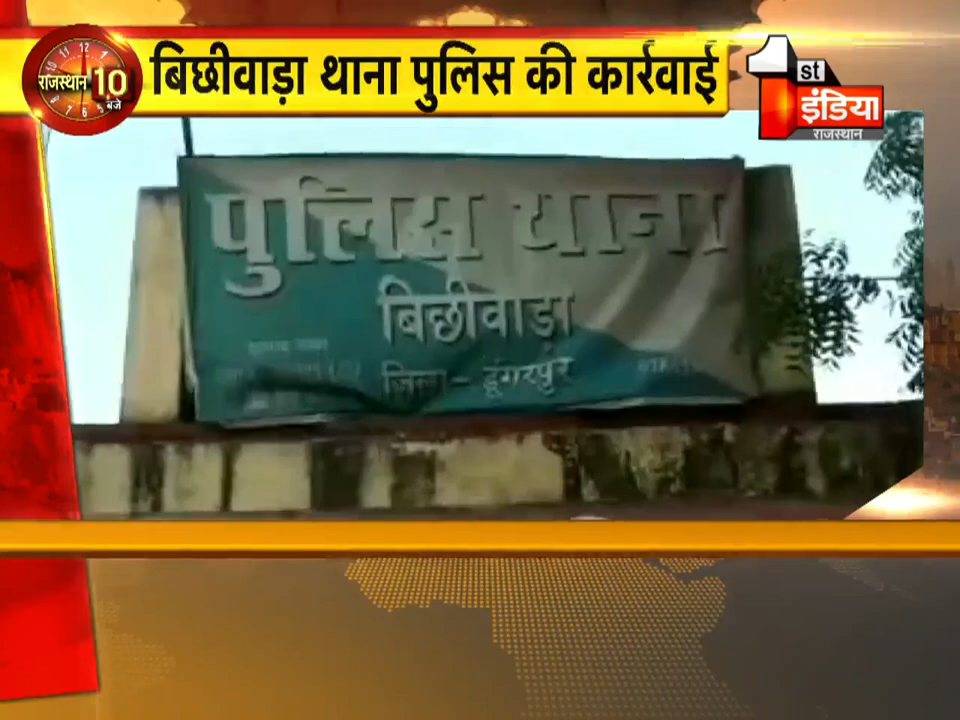 राजस्थान 10 बजे
बिछीवाड़ा थाना पुलिस की कार्रवाई
1st
इंडिया
राजस्थान
पुलिस थाना
बिछीवाड़ा
जिला - डूंगरपुर